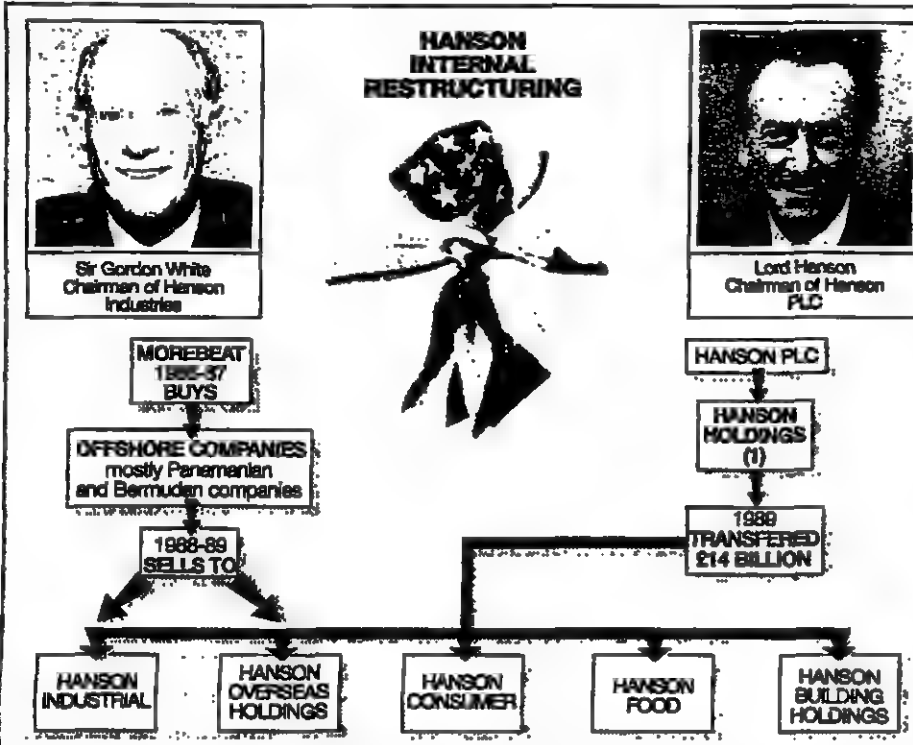 HANSON
INTERNAL
RESTRUCTURING
Sir Gordon White
Chairman of Hanson
Industries
Lord Hanson
Chairman of Hanson
PLC
MOREBEAT
1986-87
BUYS
OFFSHORE COMPANIES
mostly Panamanian
and Bermudan companies
1988-89
SELLS TO
HANSON PLC
HANSON
HOLDINGS
(1)
1989
TRANSFERED
£14 BILLION
HANSON
INDUSTRIAL
HANSON
OVERSEAS
HOLDINGS
HANSON
CONSUMER
HANSON
FOOD
HANSON
BUILDING
HOLDINGS